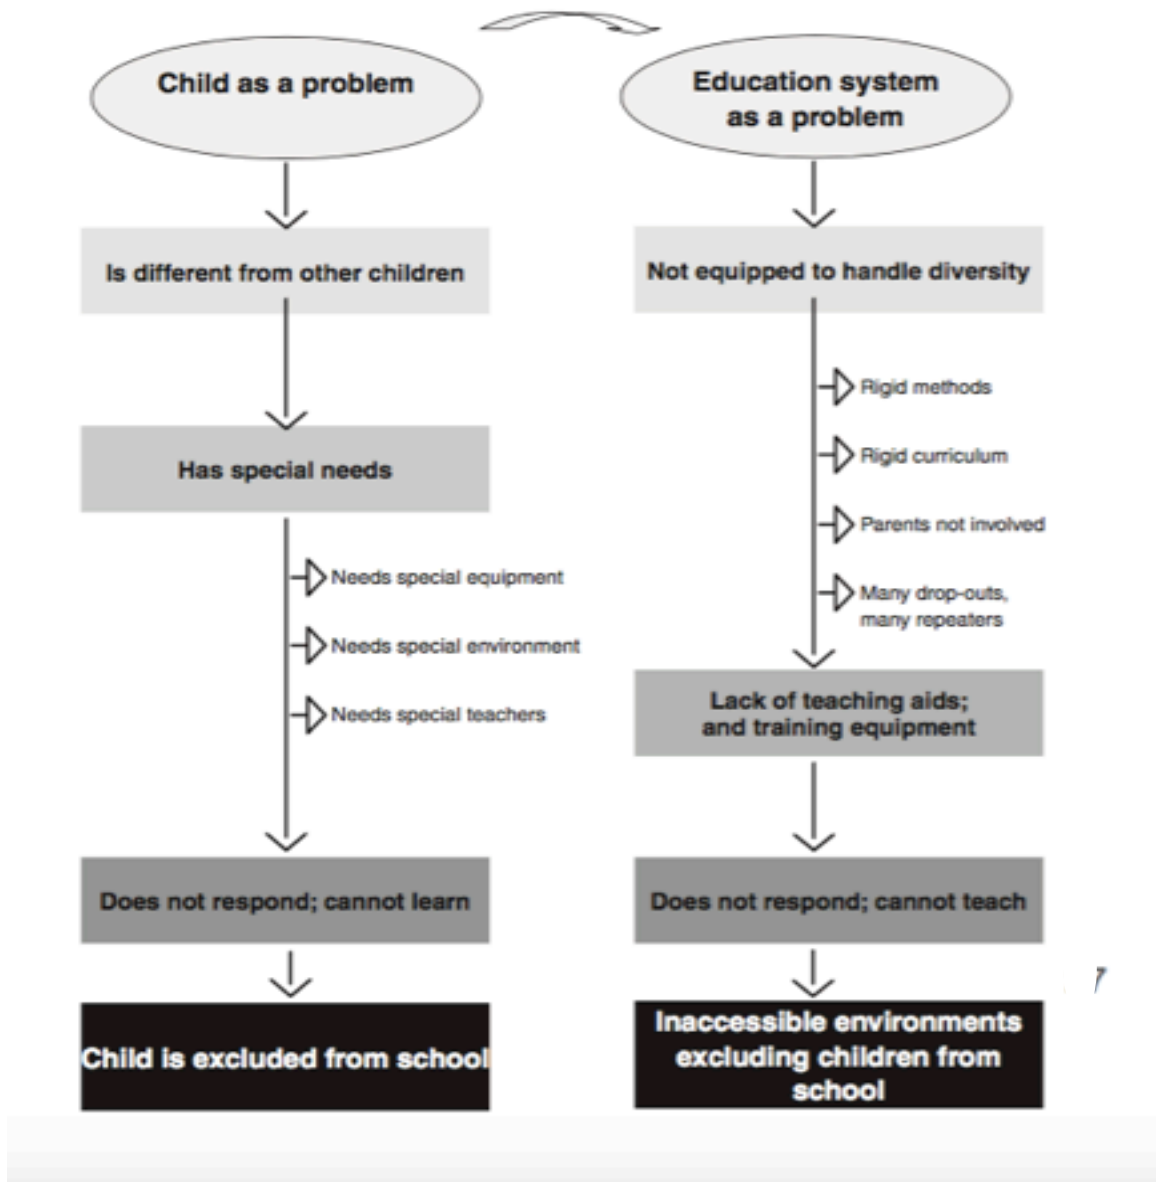 Child as a problem
Is different from other children
Has special needs
Needs special equipment
Needs special environment
Needs special teachers
Does not respond; cannot learn
Child is excluded from school
Education system
as a problem
Not equipped to handle diversity
Rigid methods
Rigid curriculum
Parents not involved
Many drop-outs,
many repeaters
Lack of teaching aids;
and training equipment
Does not respond; cannot teach
Inaccessible environments
excluding children from
school